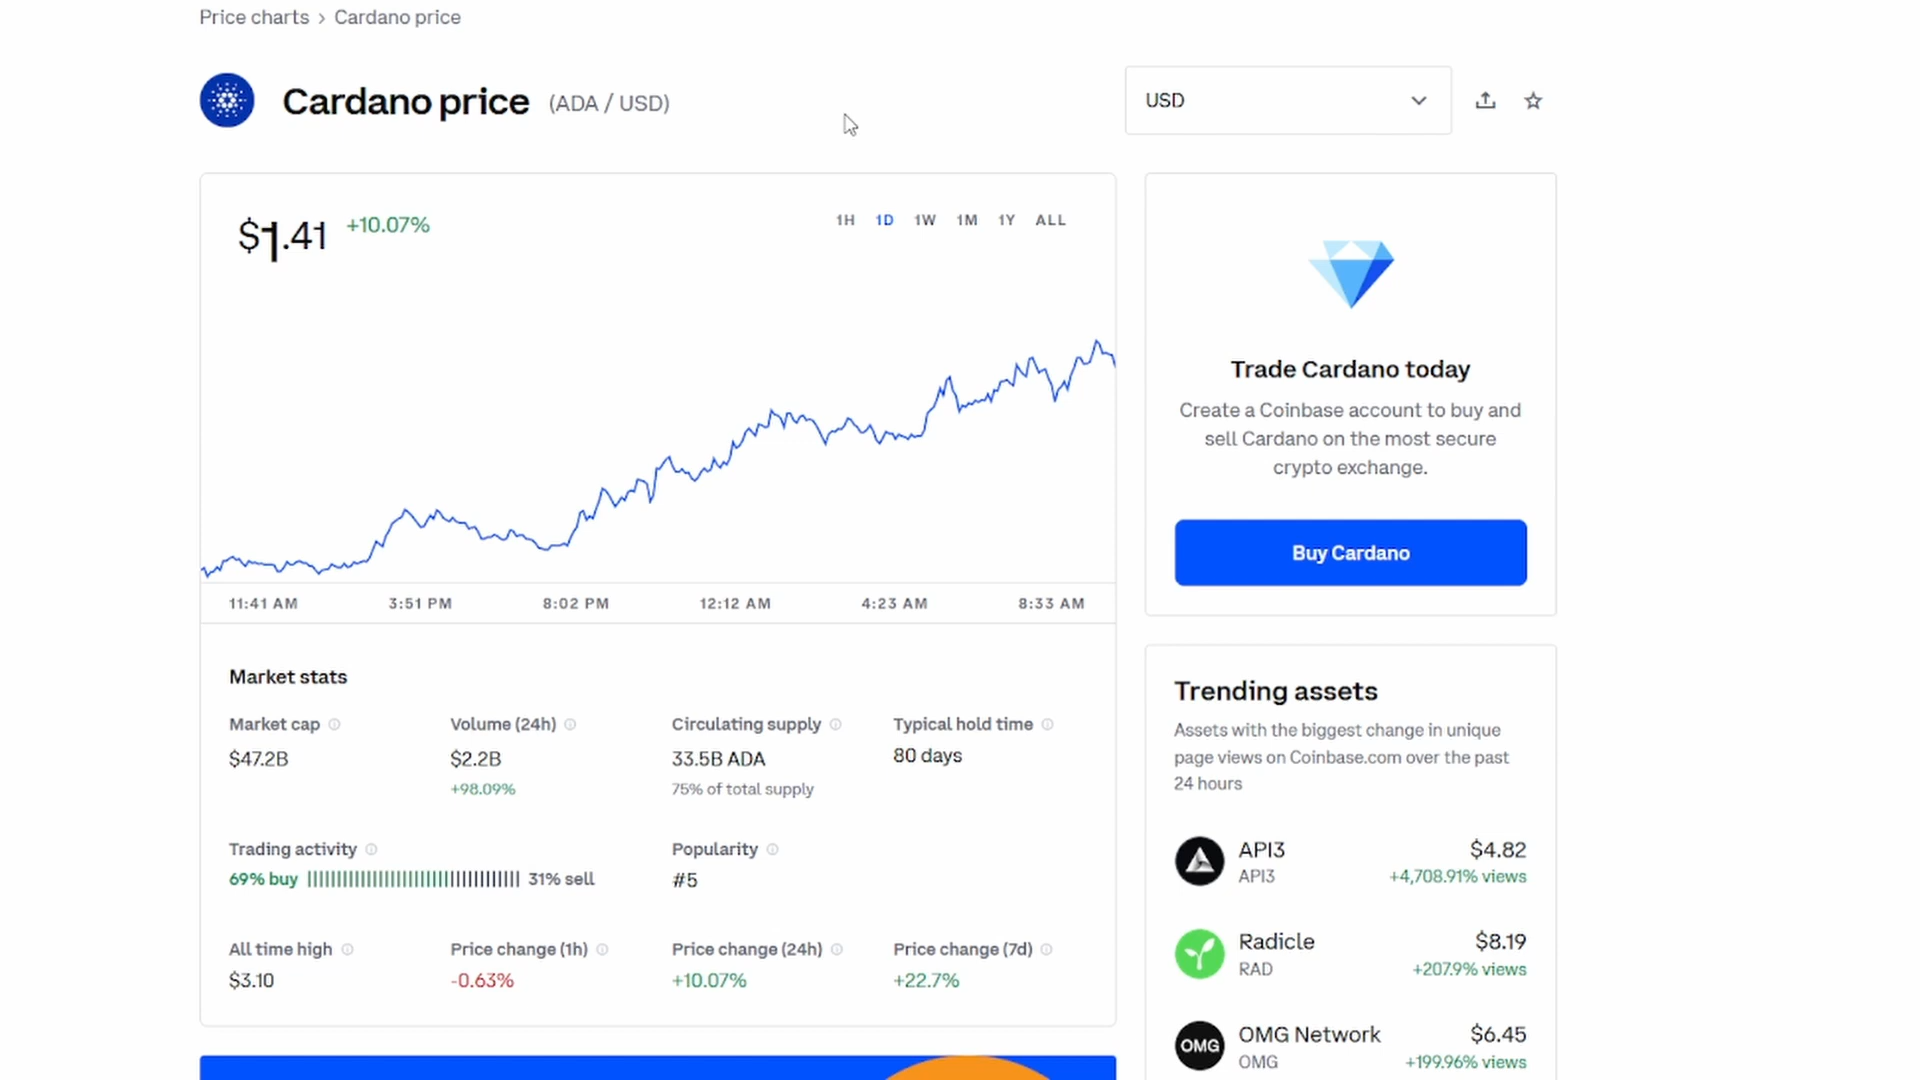 Price charts › Cardano price
Cardano price (ADA / USD)
USD
$1.41 +10.07%
1H 1D 1W 1M 1Y ALL
11:41 AM 3:51 PM 8:02 PM 12:12 AM 4:23 AM 8:33 AM
Market stats
Market cap
$47.2B
Volume (24h)
$2.2B
+98.09%
Circulating supply
33.5B ADA
75% of total supply
Typical hold time
80 days
Trading activity
69% buy 31% sell
Popularity
#5
All time high
$3.10
Price change (1h)
-0.63%
Price change (24h)
+10.07%
Price change (7d)
+22.7%
Trade Cardano today
Create a Coinbase account to buy and
sell Cardano on the most secure
crypto exchange.
Buy Cardano
Trending assets
Assets with the biggest change in unique
page views on Coinbase.com over the past
24 hours
API3 $4.82
API3 +4,708.91% views
Radicle $8.19
RAD +207.9% views
OMG
OMG Network $6.45
OMG +199.96% views